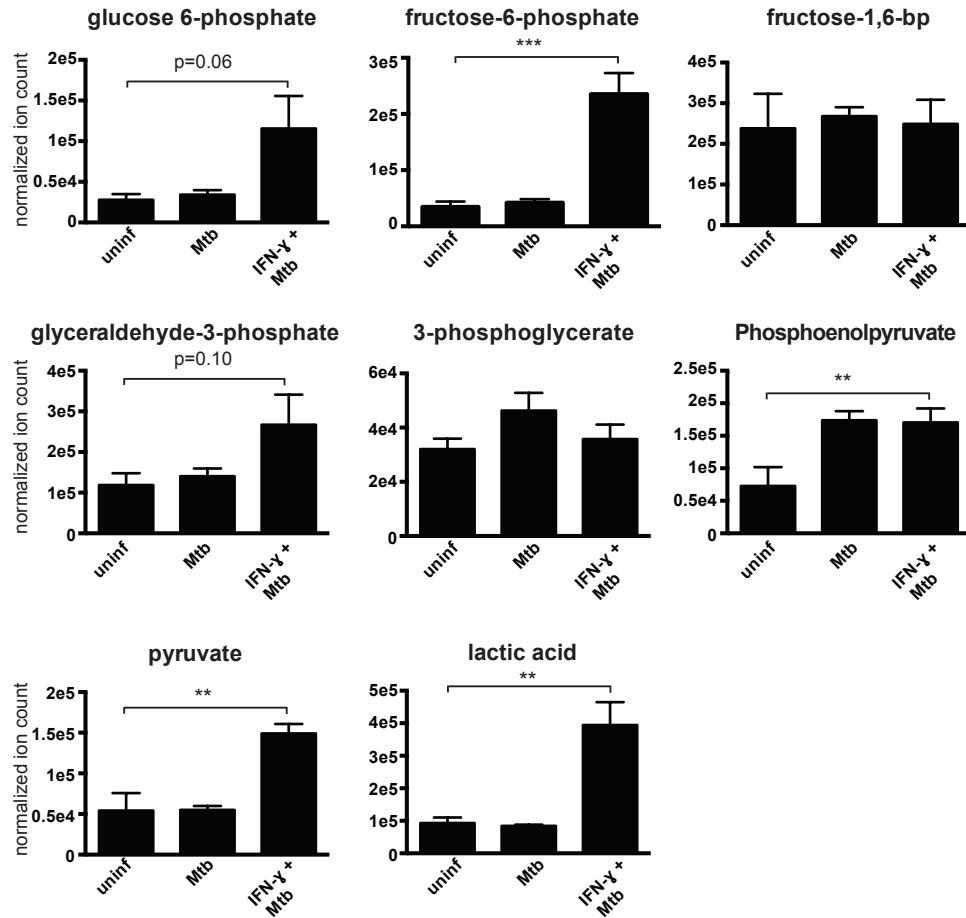 glucose 6-phosphate
normalized ion count
2e5
1.5e5
1e5
0.5e4
0
p=0.06
uninf
Mtb
IFN-ɣ +
Mtb
fructose-6-phosphate
3e5
2e5
1e5
0
***
uninf
Mtb
IFN-ɣ +
Mtb
fructose-1,6-bp
4e5
3e5
2e5
1e5
0
uninf
Mtb
IFN-ɣ +
Mtb
glyceraldehyde-3-phosphate
normalized ion count
4e5
3e5
2e5
1e5
0
p=0.10
uninf
Mtb
IFN-ɣ +
Mtb
3-phosphoglycerate
6e4
4e4
2e4
0
uninf
Mtb
IFN-ɣ +
Mtb
Phosphoenolpyruvate
2.5e5
2e5
1.5e5
1e5
0.5e4
0
**
uninf
Mtb
IFN-ɣ +
Mtb
pyruvate
normalized ion count
2e5
1.5e5
1e5
0.5e4
0
**
uninf
Mtb
IFN-ɣ +
Mtb
lactic acid
5e5
4e5
3e5
2e5
1e5
0
**
uninf
Mtb
IFN-ɣ +
Mtb